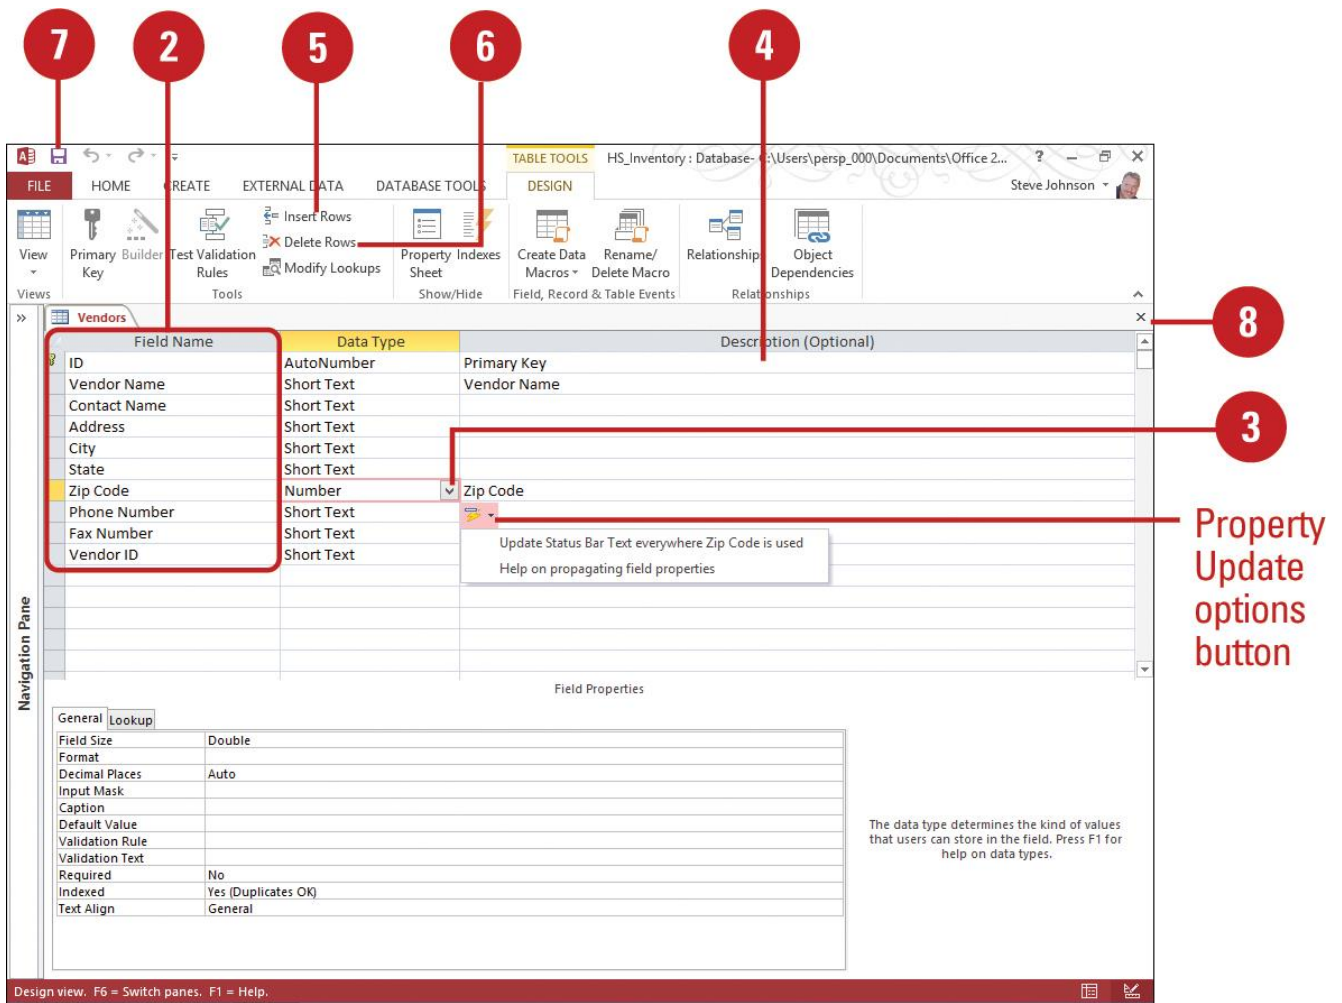 7 2 5 6 4
TABLE TOOLS HS_Inventory : Database- C:\Users\persp_000\Documents\Office 2... ?
FILE HOME CREATE EXTERNAL DATA DATABASE TOOLS DESIGN Steve Johnson
Insert Rows
Delete Rows
Modify Lookups
View Primary Key Builder Test Validation Rules Property Sheet Indexes Create Data Macros Rename/ Delete Macro Relationships Object Dependencies
Views Tools Show/Hide Field, Record & Table Events Relationships
» Vendors
8
Field Name Data Type Description (Optional)
ID AutoNumber Primary Key
Vendor Name Short Text Vendor Name
Contact Name Short Text
Address Short Text
3
City Short Text
State Short Text
Zip Code Number Zip Code
Phone Number Short Text
Fax Number Short Text
Vendor ID Short Text
Update Status Bar Text everywhere Zip Code is used
Help on propagating field properties
Property
Update
options
button
Navigation Pane
Field Properties
General Lookup
Field Size Double
Format
Decimal Places Auto
Input Mask
Caption
Default Value
Validation Rule
Validation Text
Required No
Indexed Yes (Duplicates OK)
Text Align General
The data type determines the kind of values
that users can store in the field. Press F1 for
help on data types.
Design view. F6 = Switch panes. F1 = Help.